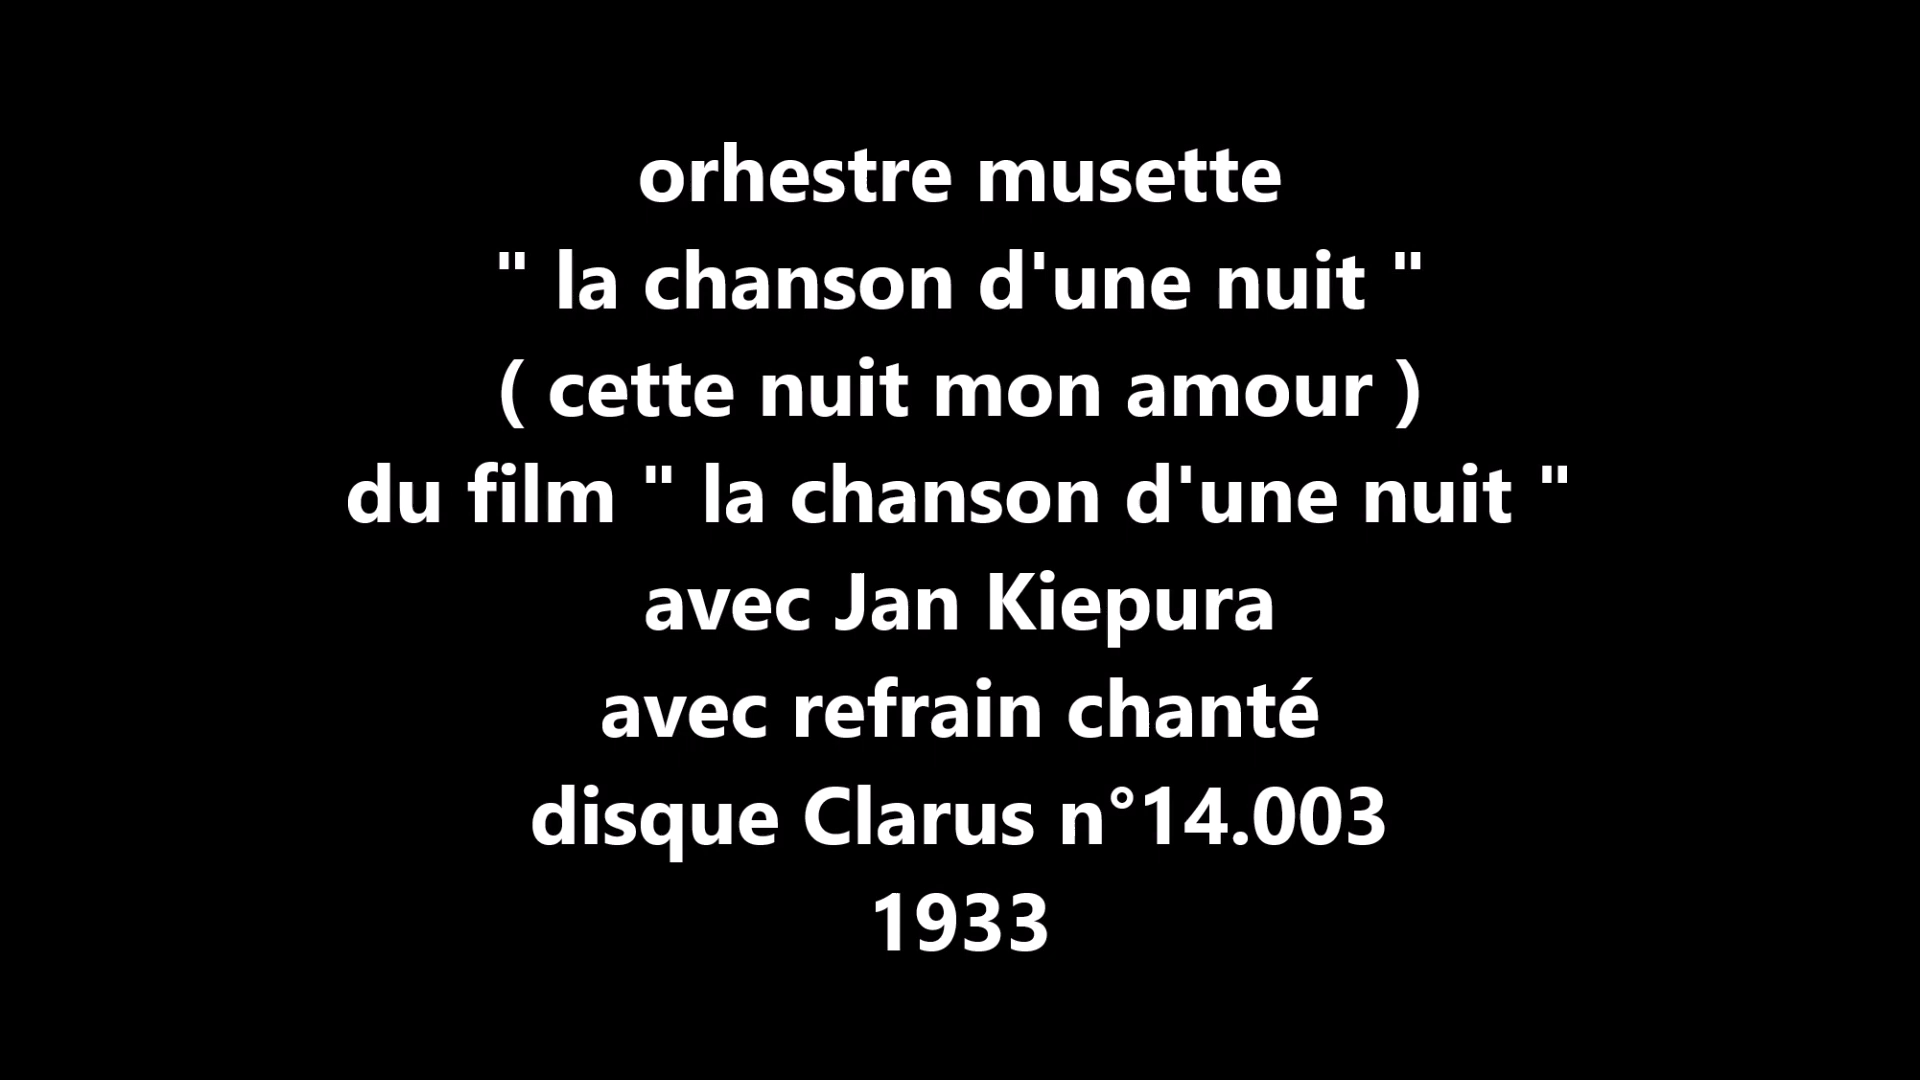 orhestre musette
" la chanson d'une nuit "
( cette nuit mon amour )
du film " la chanson d'une nuit "
avec Jan Kiepura
avec refrain chanté
disque Clarus n°14.003
1933